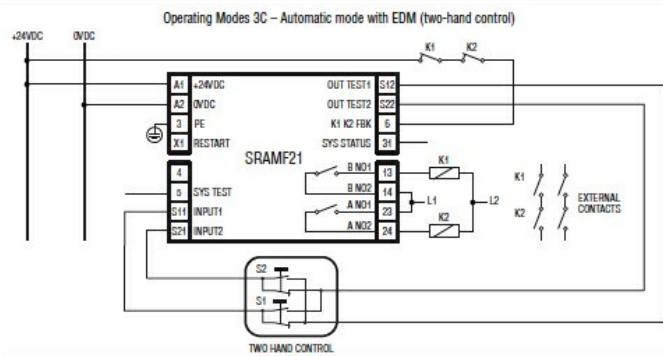 Operating Modes 3C – Automatic mode with EDM (two-hand control)
+24VDC 0VDC
K1 K2
A1 +24VDC OUT TEST1 S12
A2 0VDC OUT TEST2 S22
3 PE K1 K2 FBK 6
X1 RESTART SYS STATUS 31
SRAMF21
4 B NO1 13 K1
5 SYS TEST B NO2 14 L1 L2
S11 INPUT1 A NO1 23
S21 INPUT2 A NO2 24 K2
K1
K2
EXTERNAL
CONTACTS
S2
S1
TWO HAND CONTROL